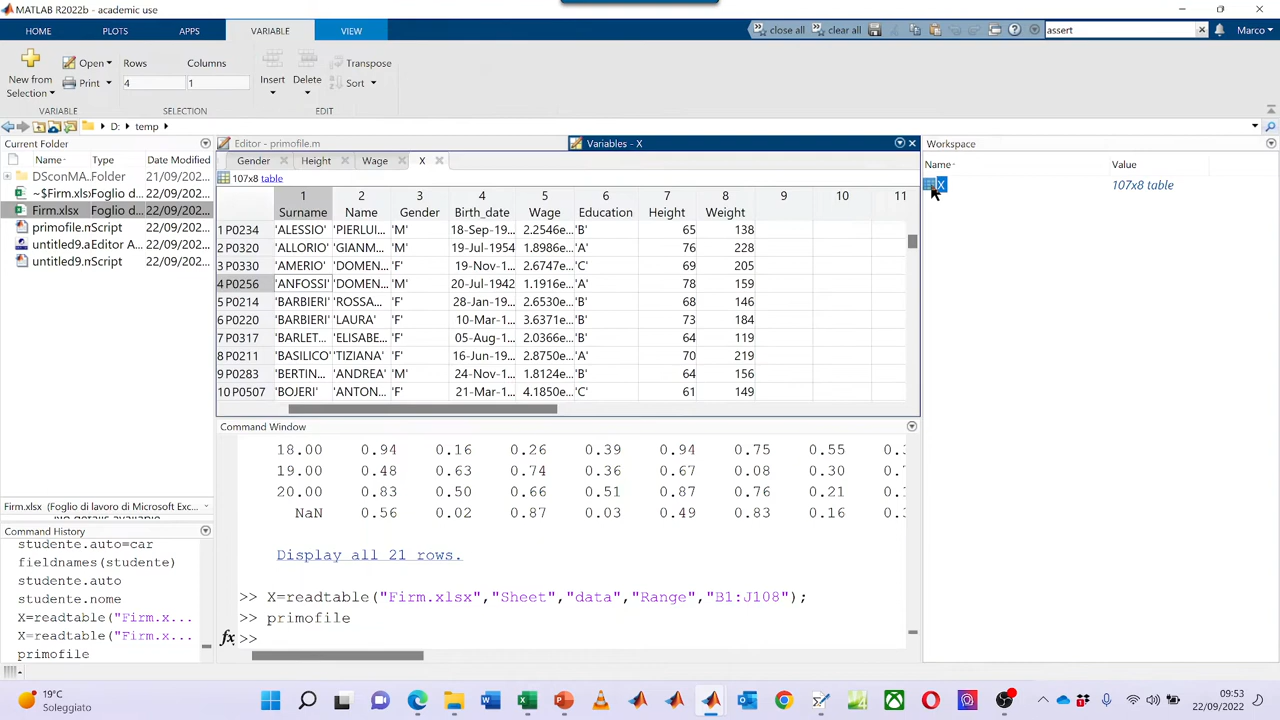 MATLAB R2022b - academic use
HOME PLOTS APPS VARIABLE VIEW close all clear all assert Marco
New from Selection Open Rows Columns Insert Delete Transpose
Print 4 1 Sort
VARIABLE SELECTION EDIT
D: temp
Current Folder Editor - primofile.m Variables - X Workspace
Name Type Date Modified Gender Height Wage X Name Value
DSconMA. Folder 21/09/202...
~$Firm.xlsx Foglio d... 22/09/202...
Firm.xlsx Foglio d... 22/09/202...
primofile.n Script 22/09/202...
untitled9.a Editor A... 22/09/202...
untitled9.n Script 22/09/202...
107x8 table
X 107x8 table
1 2 3 4 5 6 7 8 9 10 11
Surname Name Gender Birth_date Wage Education Height Weight
1 P0234 'ALESSIO' 'PIERLUI... 'M' 18-Sep-19... 2.2546e... 'B' 65 138
2 P0320 'ALLORIO' 'GIANM... 'M' 19-Jul-1954 1.8986e... 'A' 76 228
3 P0330 'AMERIO' 'DOMEN... 'F' 19-Nov-1... 2.6747e... 'C' 69 205
4 P0256 'ANFOSSI' 'DOMEN... 'M' 20-Jul-1942 1.1916e... 'A' 78 159
5 P0214 'BARBIERI' 'ROSSA... 'F' 28-Jan-19... 2.6530e... 'B' 68 146
6 P0220 'BARBIERI' 'LAURA' 'F' 10-Mar-1... 3.6371e... 'B' 73 184
7 P0317 'BARLET... 'ELISABE... 'F' 05-Aug-1... 2.0366e... 'B' 64 119
8 P0211 'BASILICO' 'TIZIANA' 'F' 16-Jun-19... 2.8750e... 'A' 70 219
9 P0283 'BERTIN... 'ANDREA' 'M' 24-Nov-1... 1.8124e... 'B' 64 156
10 P0507 'BOJERI' 'ANTON... 'F' 21-Mar-1... 4.1850e... 'C' 61 149
Command Window
18.00 0.94 0.16 0.26 0.39 0.94 0.75 0.55
19.00 0.48 0.63 0.74 0.36 0.67 0.08 0.30
20.00 0.83 0.50 0.66 0.51 0.87 0.76 0.21
NaN 0.56 0.02 0.87 0.03 0.49 0.83 0.16
Display all 21 rows.
>> X=readtable("Firm.xlsx","Sheet","data","Range","B1:J108");
>> primofile
fx >>
Firm.xlsx (Foglio di lavoro di Microsoft Exc...
Command History
studente.auto=car
fieldnames(studente)
studente.auto
studente.nome
X=readtable("Firm.x...
X=readtable("Firm.x...
primofile
19°C
Soleggiato
09:53
22/09/2022